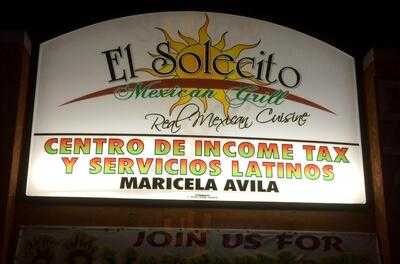 El Solecito
Mexican Grill
Real Mexican Cuisine
CENTRO DE INCOME TAX
Y SERVICIOS LATINOS
MARICELA AVILA
JOIN US FOR